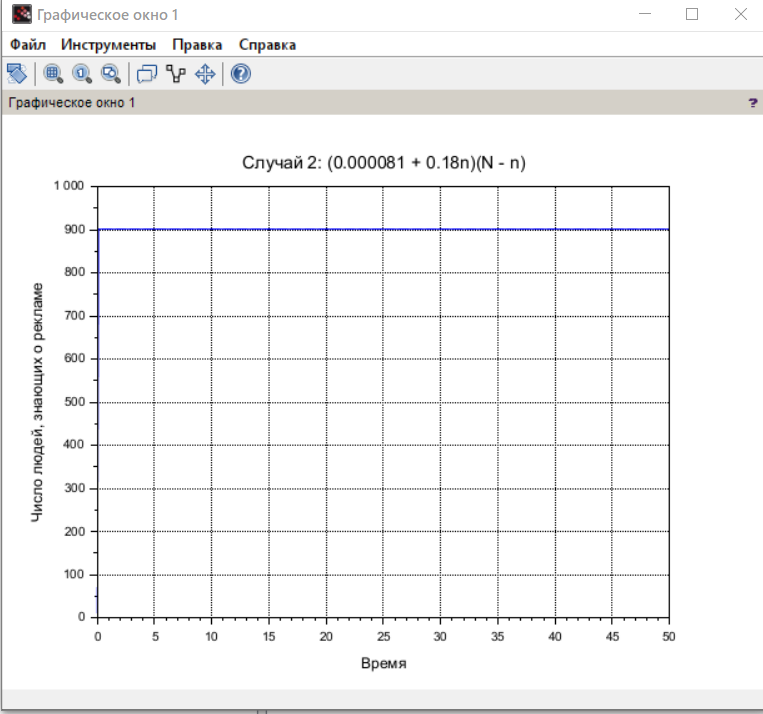 Графическое окно 1
Файл Инструменты Правка Справка
Графическое окно 1 ?
Случай 2: (0.000081 + 0.18n)(N - n)
Число людей, знающих о рекламе
1 000
900
800
700
600
500
400
300
200
100
0
0 5 10 15 20 25 30 35 40 45 50
Время